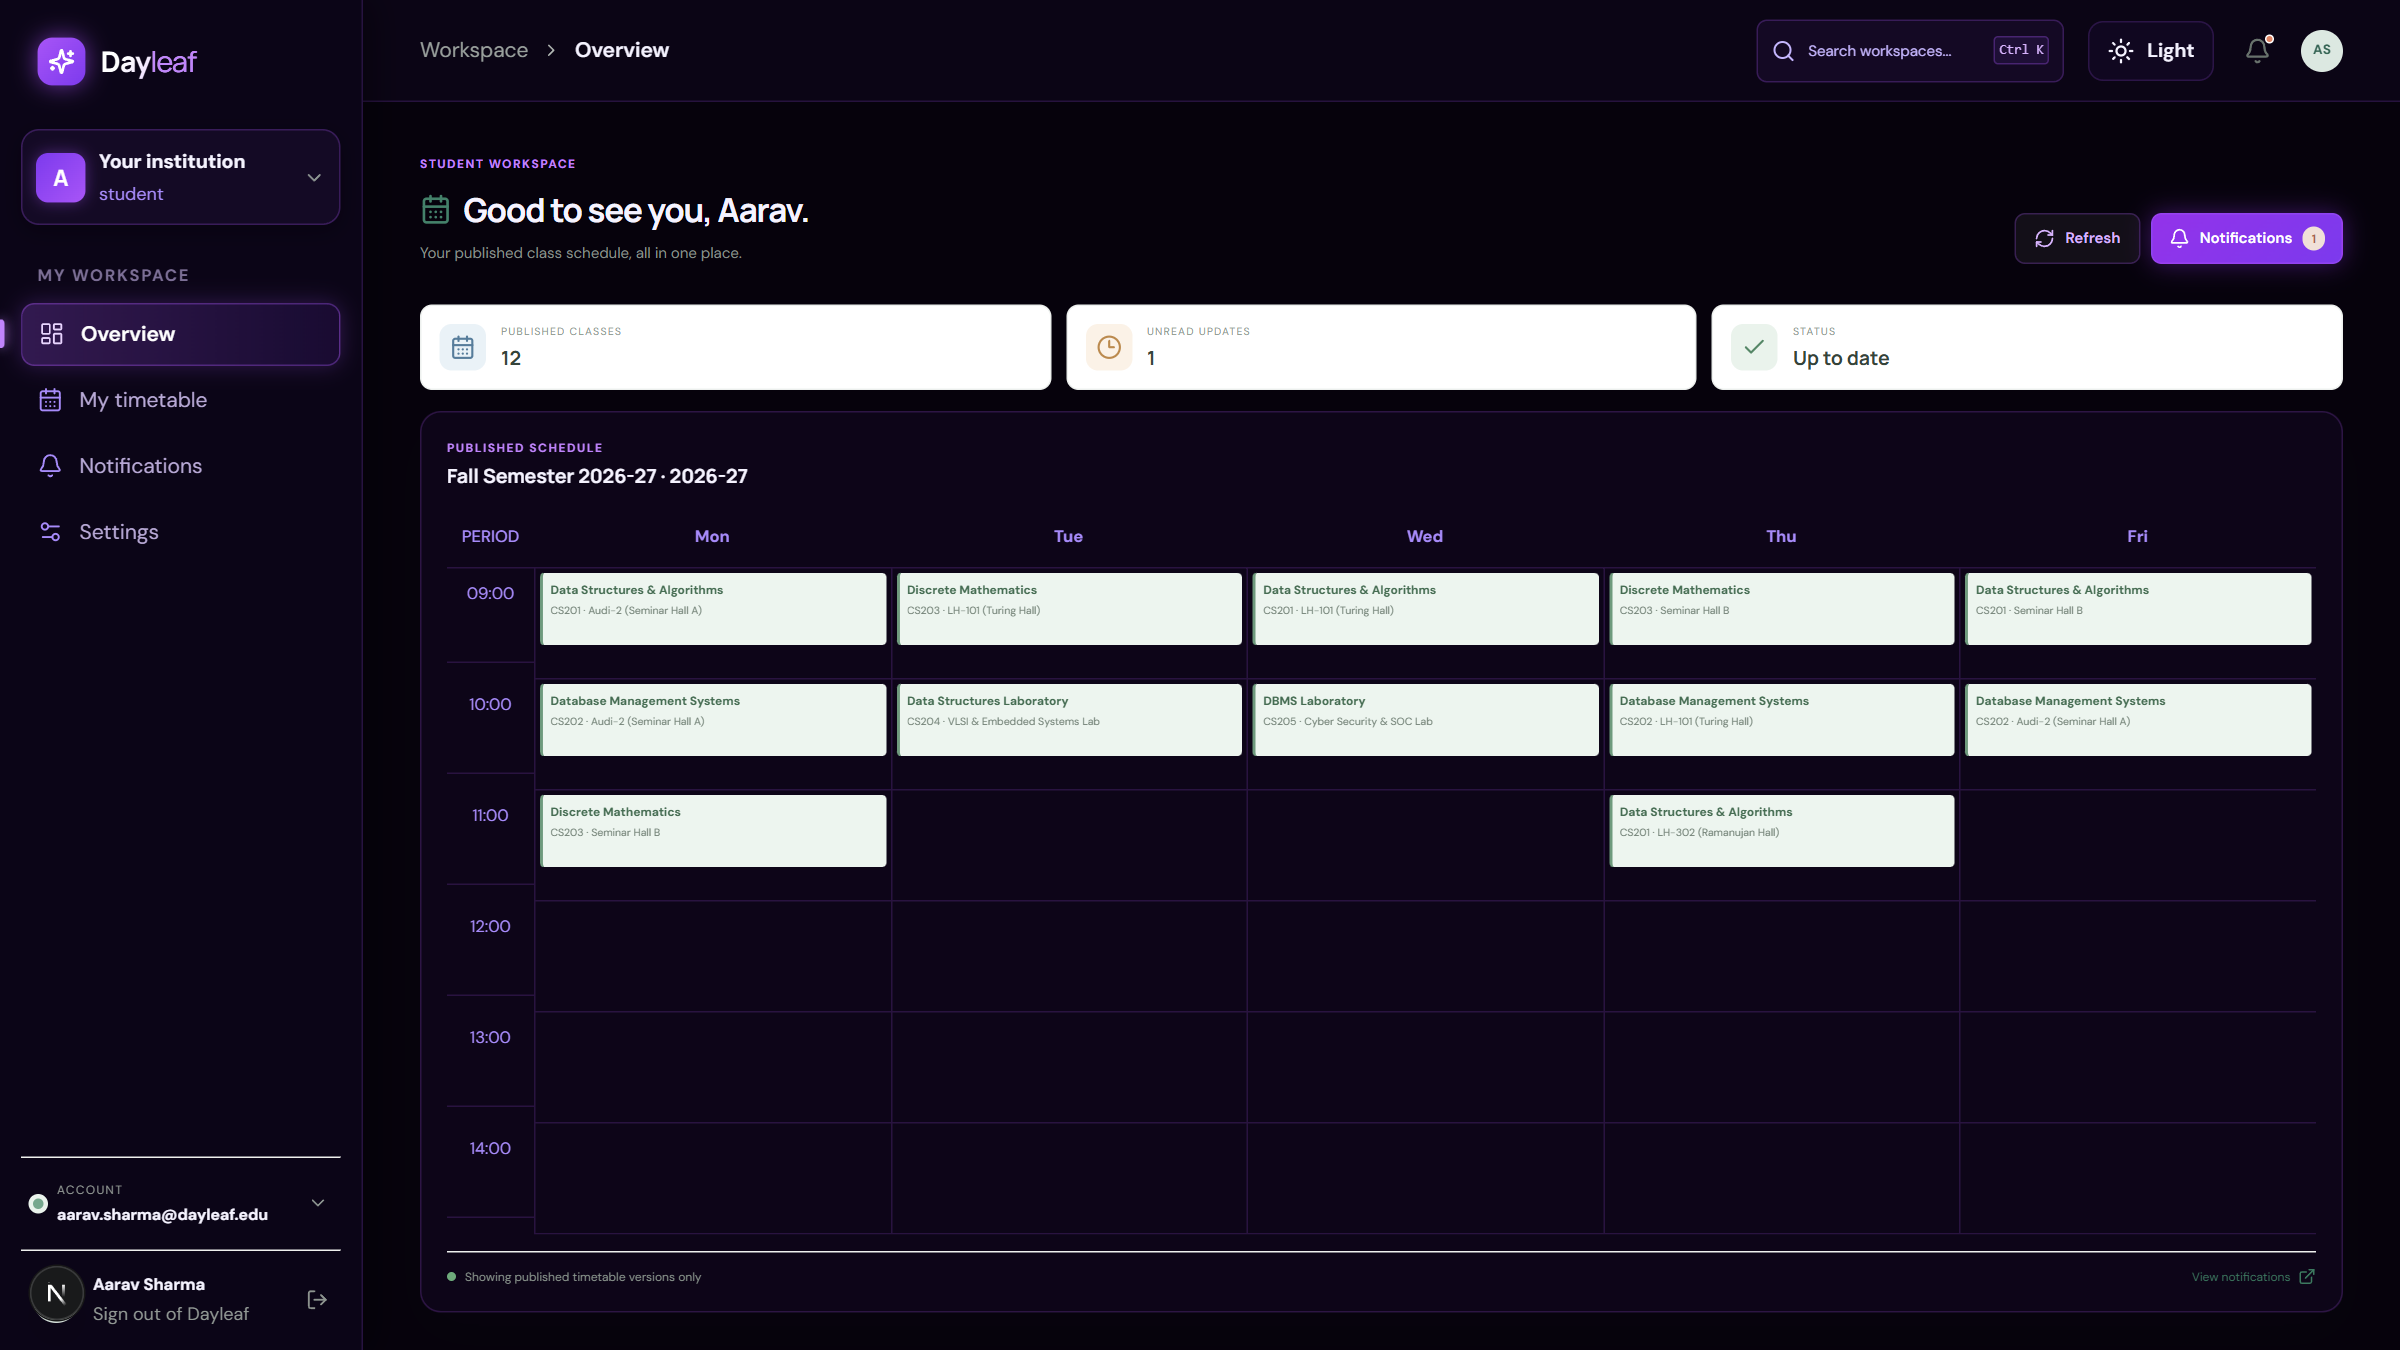 Dayleaf
Your institution
student
MY WORKSPACE
Overview
My timetable
Notifications
Settings
ACCOUNT
aarav.sharma@dayleaf.edu
N
Aarav Sharma
Sign out of Dayleaf
Workspace > Overview
Search workspaces...
Ctrl K
Light
AS
STUDENT WORKSPACE
Good to see you, Aarav.
Your published class schedule, all in one place.
Refresh
Notifications 1
A
PUBLISHED CLASSES
12
UNREAD UPDATES
1
STATUS
Up to date
PUBLISHED SCHEDULE
Fall Semester 2026-27 · 2026-27
PERIOD Mon Tue Wed Thu Fri
09:00
Data Structures & Algorithms
CS201 · Audi-2 (Seminar Hall A)
Discrete Mathematics
CS203 · LH-101 (Turing Hall)
Data Structures & Algorithms
CS201 · LH-101 (Turing Hall)
Discrete Mathematics
CS203 · Seminar Hall B
Data Structures & Algorithms
CS201 · Seminar Hall B
10:00
Database Management Systems
CS202 · Audi-2 (Seminar Hall A)
Data Structures Laboratory
CS204 · VLSI & Embedded Systems Lab
DBMS Laboratory
CS205 · Cyber Security & SOC Lab
Database Management Systems
CS202 · LH-101 (Turing Hall)
Database Management Systems
CS202 · Audi-2 (Seminar Hall A)
11:00
Discrete Mathematics
CS203 · Seminar Hall B
Data Structures & Algorithms
CS201 · LH-302 (Ramanujan Hall)
12:00
13:00
14:00
Showing published timetable versions only
View notifications